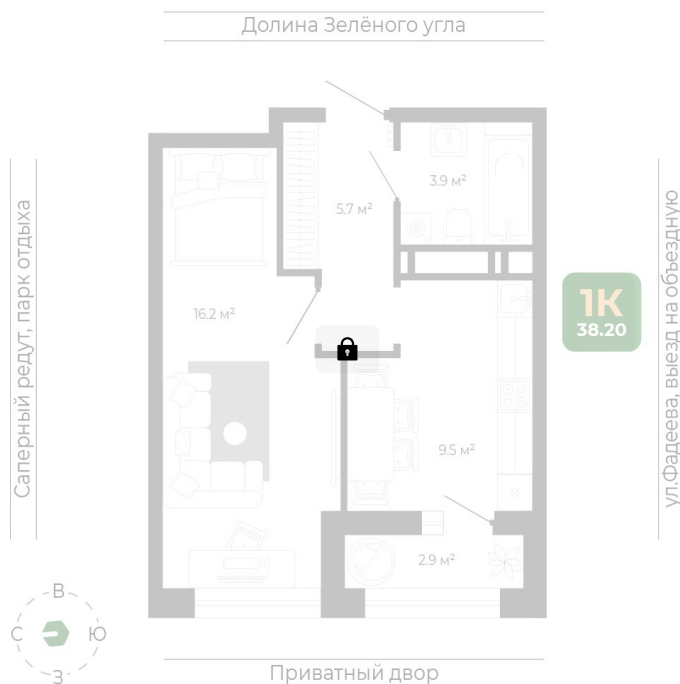 Долина Зелёного угла
Саперный редут, парк отдыха
ул.Фадеева, выезд на объездную
3.9 м²
5.7 м²
16.2 м²
1К
38.20
9.5 м²
2.9 м²
В
С
Ю
З
Приватный двор